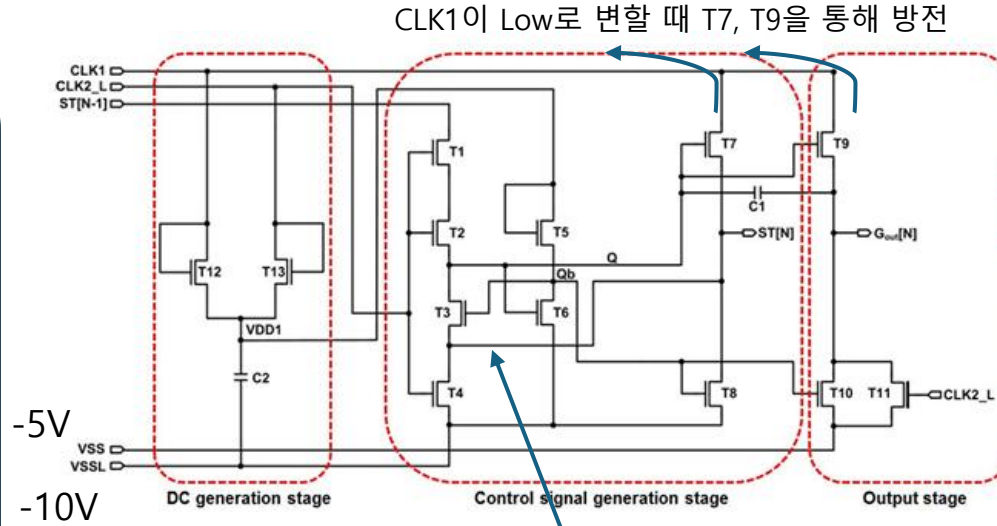 CLK1이 Low로 변할 때 T7, T9을 통해 방전
CLK1
CLK2_L
ST[N-1]
T1
T7
T9
C1
T2
T5
ST[N]
Gout[N]
Q
T12
T13
Qb
T3
T6
VDD1
C2
T4
T8
T10
T11
CLK2_L
-5V
VSS
VSSL
-10V
DC generation stage
Control signal generation stage
Output stage